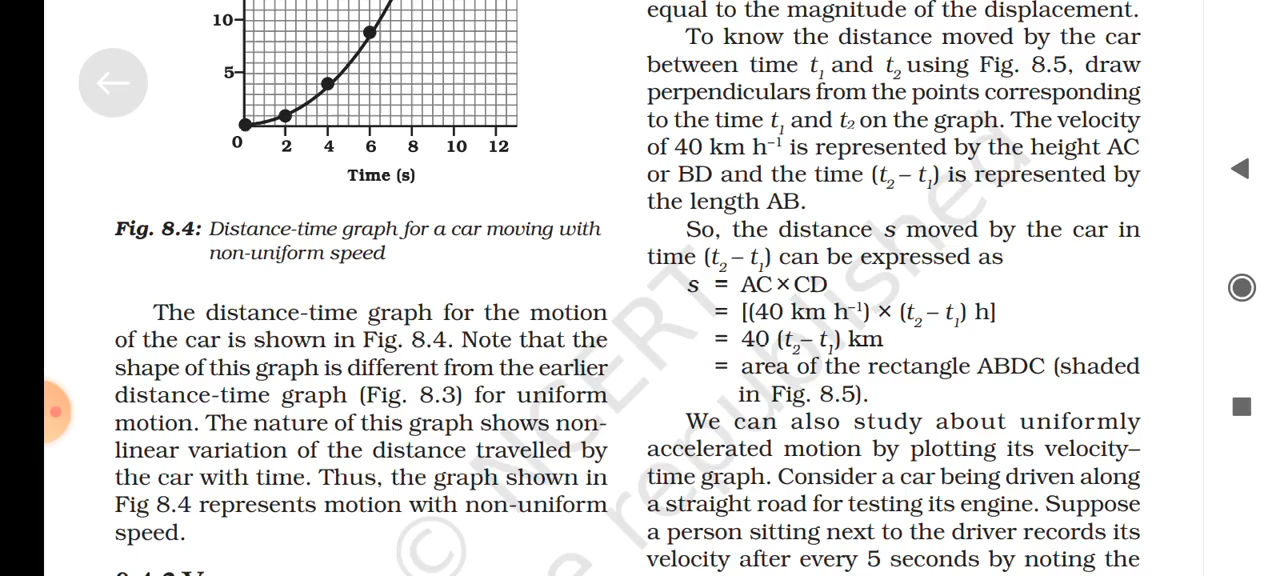 10
5
0
2 4 6 8 10 12
Time (s)
Fig. 8.4: Distance-time graph for a car moving with
non-uniform speed
The distance-time graph for the motion
of the car is shown in Fig. 8.4. Note that the
shape of this graph is different from the earlier
distance-time graph (Fig. 8.3) for uniform
motion. The nature of this graph shows non-
linear variation of the distance travelled by
the car with time. Thus, the graph shown in
Fig 8.4 represents motion with non-uniform
speed.
equal to the magnitude of the displacement.
To know the distance moved by the car
between time t₁ and t₂ using Fig. 8.5, draw
perpendiculars from the points corresponding
to the time t₁ and t₂ on the graph. The velocity
of 40 km h⁻¹ is represented by the height AC
or BD and the time (t₂ – t₁) is represented by
the length AB.
So, the distance s moved by the car in
time (t₂ – t₁) can be expressed as
s = AC × CD
= [(40 km h⁻¹) × (t₂ – t₁) h]
= 40 (t₂– t₁) km
= area of the rectangle ABDC (shaded
in Fig. 8.5).
We can also study about uniformly
accelerated motion by plotting its velocity–
time graph. Consider a car being driven along
a straight road for testing its engine. Suppose
a person sitting next to the driver records its
velocity after every 5 seconds by noting the
© NCERT
republished